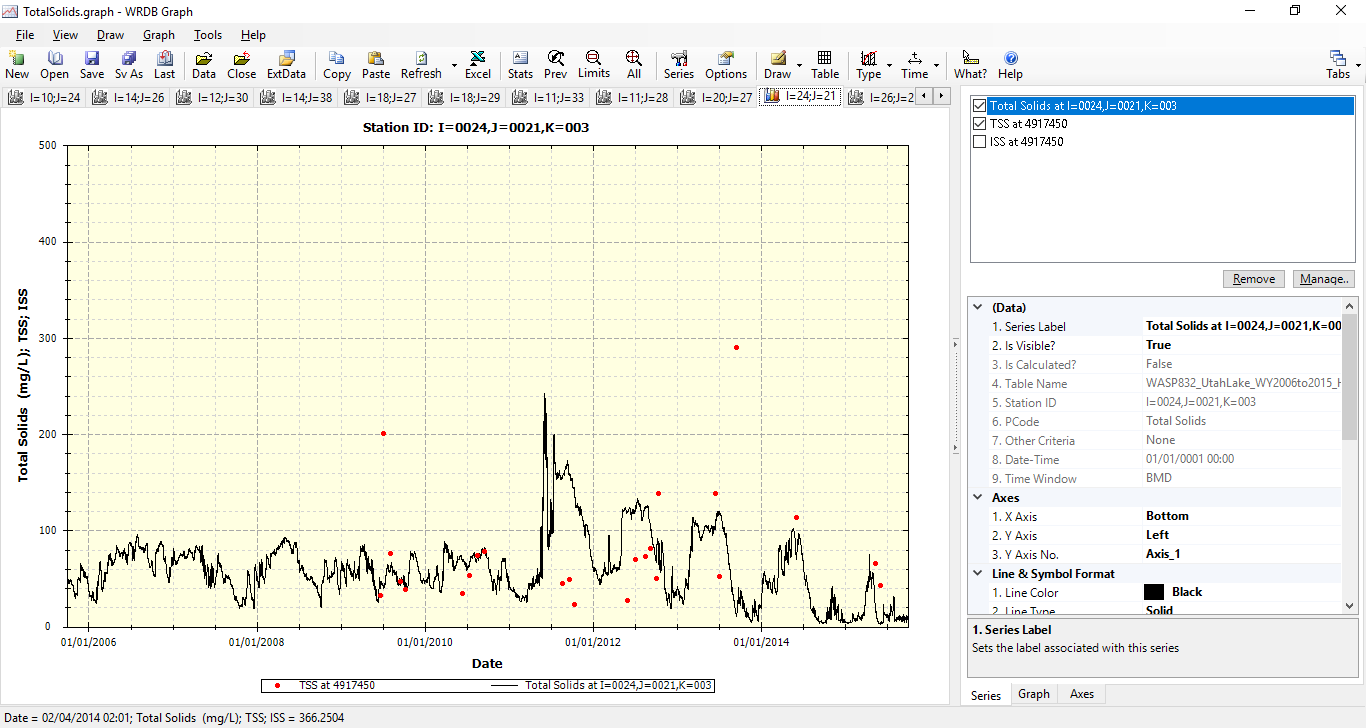 TotalSolids.graph - WRDB Graph
File View Draw Graph Tools Help
New Open Save Sv As Last Data Close ExtData Copy Paste Refresh Excel Stats Prev Limits All Series Options Draw Table Type Time What? Help Tabs
I=10;J=24 I=14;J=26 I=12;J=30 I=14;J=38 I=18;J=27 I=18;J=29 I=11;J=33 I=11;J=28 I=20;J=27 I=24;J=21 I=26;J=2
Station ID: I=0024,J=0021,K=003
500
400
300
200
100
0
Total Solids (mg/L); TSS; ISS
01/01/2006 01/01/2008 01/01/2010 01/01/2012 01/01/2014
Date
TSS at 4917450 Total Solids at I=0024,J=0021,K=003
Total Solids at I=0024,J=0021,K=003
TSS at 4917450
ISS at 4917450
Remove Manage..
(Data)
1. Series Label Total Solids at I=0024,J=0021,K=00
2. Is Visible? True
3. Is Calculated? False
4. Table Name WASP832_UtahLake_WY2006to2015_H
5. Station ID I=0024,J=0021,K=003
6. PCode Total Solids
7. Other Criteria None
8. Date-Time 01/01/0001 00:00
9. Time Window BMD
Axes
1. X Axis Bottom
2. Y Axis Left
3. Y Axis No. Axis_1
Line & Symbol Format
1. Line Color Black
2. Line Type Solid
1. Series Label
Sets the label associated with this series
Series Graph Axes
Date = 02/04/2014 02:01; Total Solids (mg/L); TSS; ISS = 366.2504